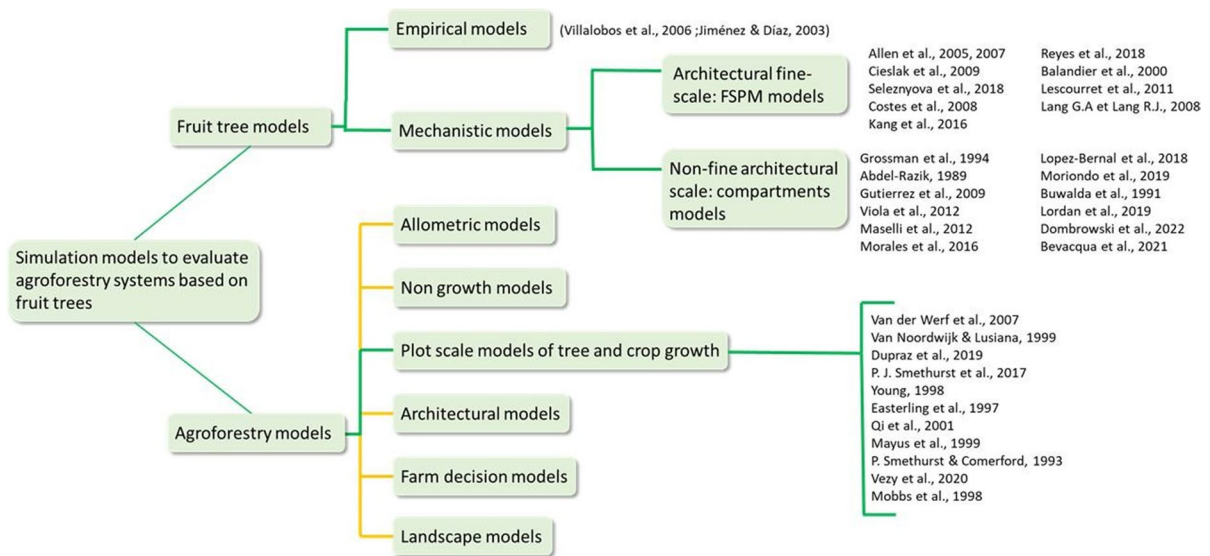 Simulation models to evaluate
agroforestry systems based on
fruit trees
Fruit tree models
Empirical models
(Villalobos et al., 2006 ;Jiménez & Díaz, 2003)
Mechanistic models
Architectural fine-
scale: FSPM models
Allen et al., 2005, 2007
Cieslak et al., 2009
Seleznyova et al., 2018
Costes et al., 2008
Kang et al., 2016
Reyes et al., 2018
Balandier et al., 2000
Lescourret et al., 2011
Lang G.A et Lang R.J., 2008
Non-fine architectural
scale: compartments
models
Grossman et al., 1994
Abdel-Razik, 1989
Gutierrez et al., 2009
Viola et al., 2012
Maselli et al., 2012
Morales et al., 2016
Lopez-Bernal et al., 2018
Moriondo et al., 2019
Buwalda et al., 1991
Lordan et al., 2019
Dombrowski et al., 2022
Bevacqua et al., 2021
Agroforestry models
Allometric models
Non growth models
Plot scale models of tree and crop growth
Van der Werf et al., 2007
Van Noordwijk & Lusiana, 1999
Dupraz et al., 2019
P. J. Smethurst et al., 2017
Young, 1998
Easterling et al., 1997
Qi et al., 2001
Mayus et al., 1999
P. Smethurst & Comerford, 1993
Vezy et al., 2020
Mobbs et al., 1998
Architectural models
Farm decision models
Landscape models